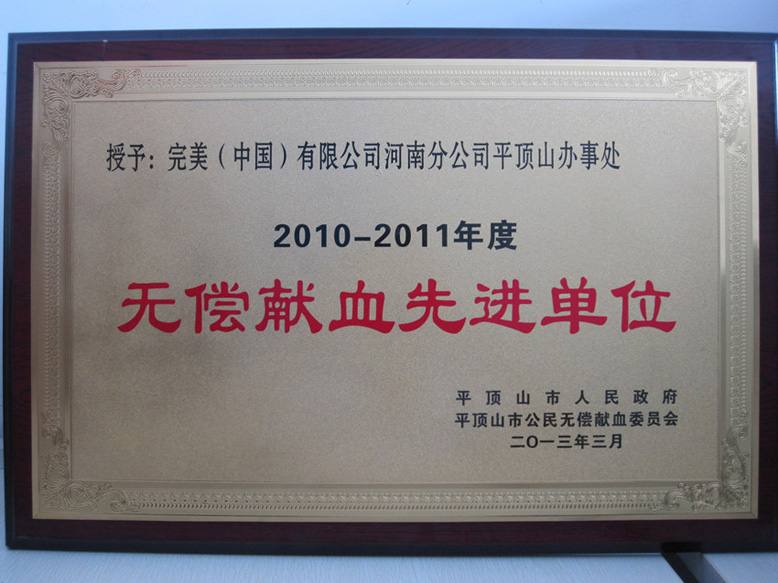 授予：完美（中国）有限公司河南分公司平顶山办事处
2010-2011年度
无偿献血先进单位
平顶山市人民政府
平顶山市公民无偿献血委员会
二〇一三年三月